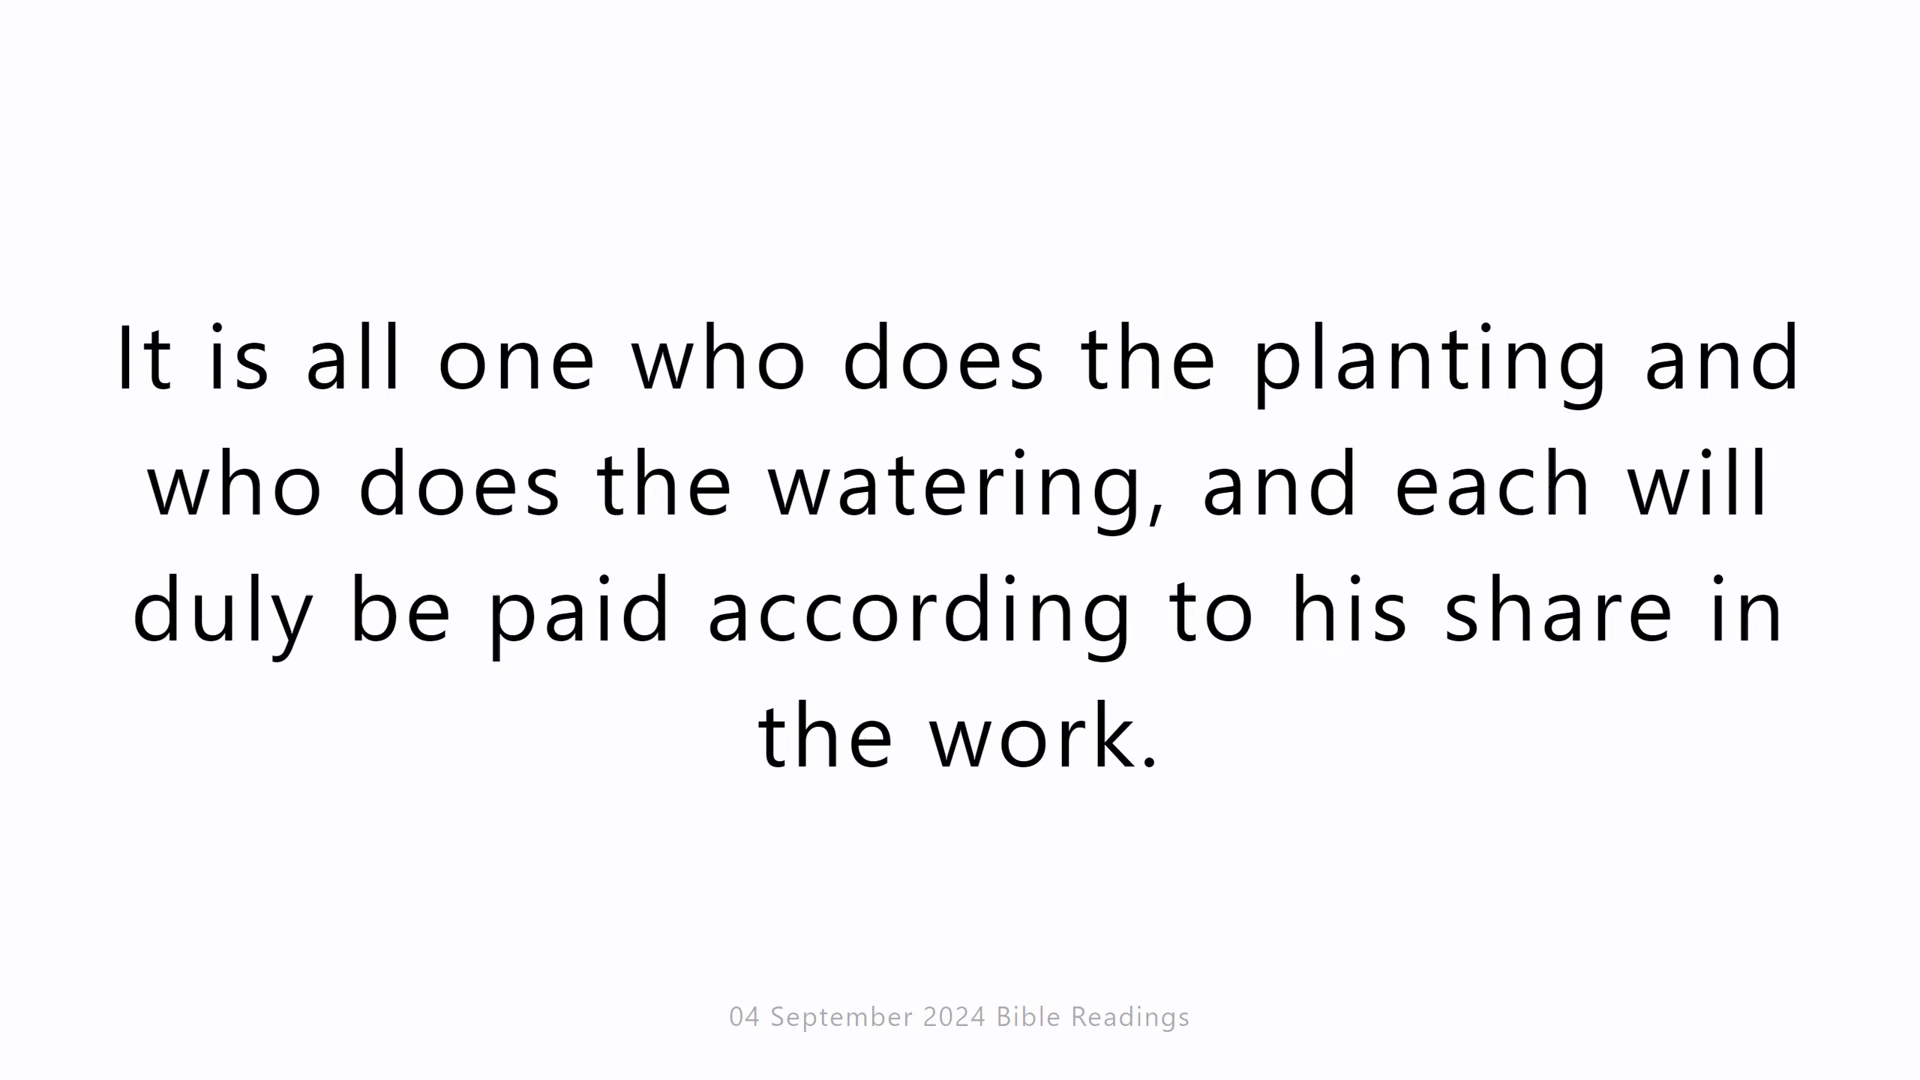 It is all one who does the planting and
who does the watering, and each will
duly be paid according to his share in
the work.
04 September 2024 Bible Readings